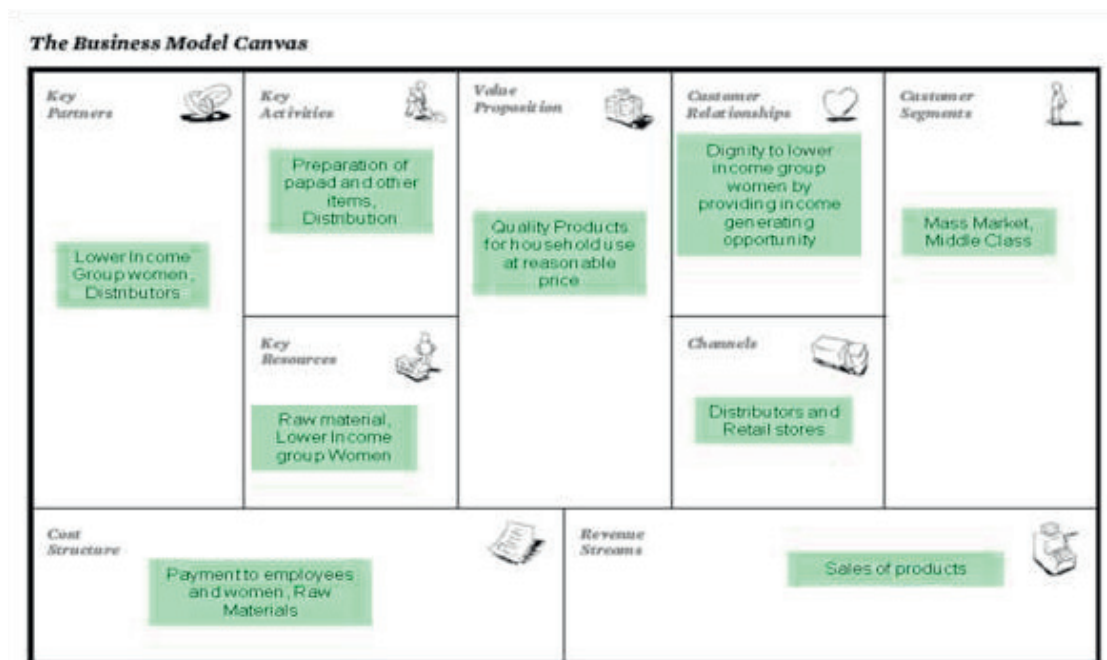 The Business Model Canvas
Key
Partners
Lower Income
Group women,
Distributors
Key
Activities
Preparation of
papad and other
items,
Distribution
Key
Resources
Raw material,
Lower Income
group Women
Value
Proposition
Quality Products
for household use
at reasonable
price
Customer
Relationships
Dignity to lower
income group
women by
providing income
generating
opportunity
Channels
Distributors and
Retail stores
Customer
Segments
Mass Market,
Middle Class
Cost
Structure
Payment to employees
and women, Raw
Materials
Revenue
Streams
Sales of products